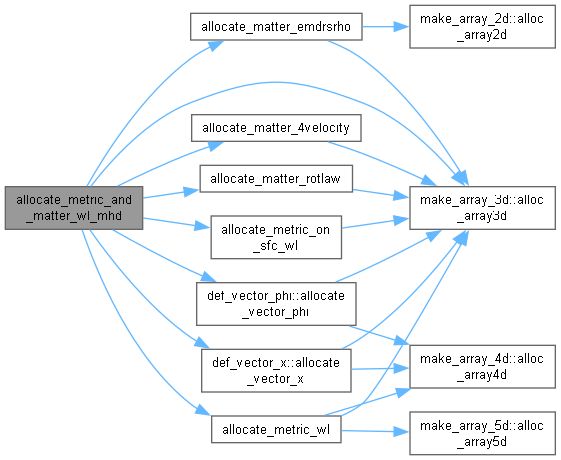 allocate_metric_and
_matter_wl_mhd
allocate_matter_emdrsrho
allocate_matter_4velocity
allocate_matter_rotlaw
allocate_metric_on
_sfc_wl
def_vector_phi::allocate
_vector_phi
def_vector_x::allocate
_vector_x
allocate_metric_wl
make_array_2d::alloc
_array2d
make_array_3d::alloc
_array3d
make_array_4d::alloc
_array4d
make_array_5d::alloc
_array5d